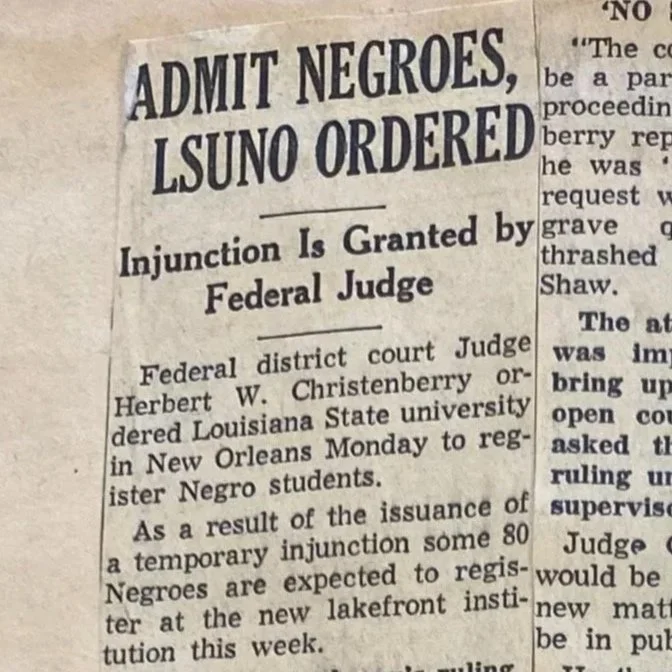 ADMIT NEGROES,
LSUNO ORDERED
Injunction Is Granted by
Federal Judge
Federal district court Judge
Herbert W. Christenberry or-
dered Louisiana State university
in New Orleans Monday to reg-
ister Negro students.
As a result of the issuance of
a temporary injunction some 80
Negroes are expected to regis-
ter at the new lakefront insti-
tution this week.
ruling
'NO
"The
be a
berry
he was '
request
grave
thrashed
Shaw.
The
was
bring up
open
asked
ruling
Judge
would be
new
be in